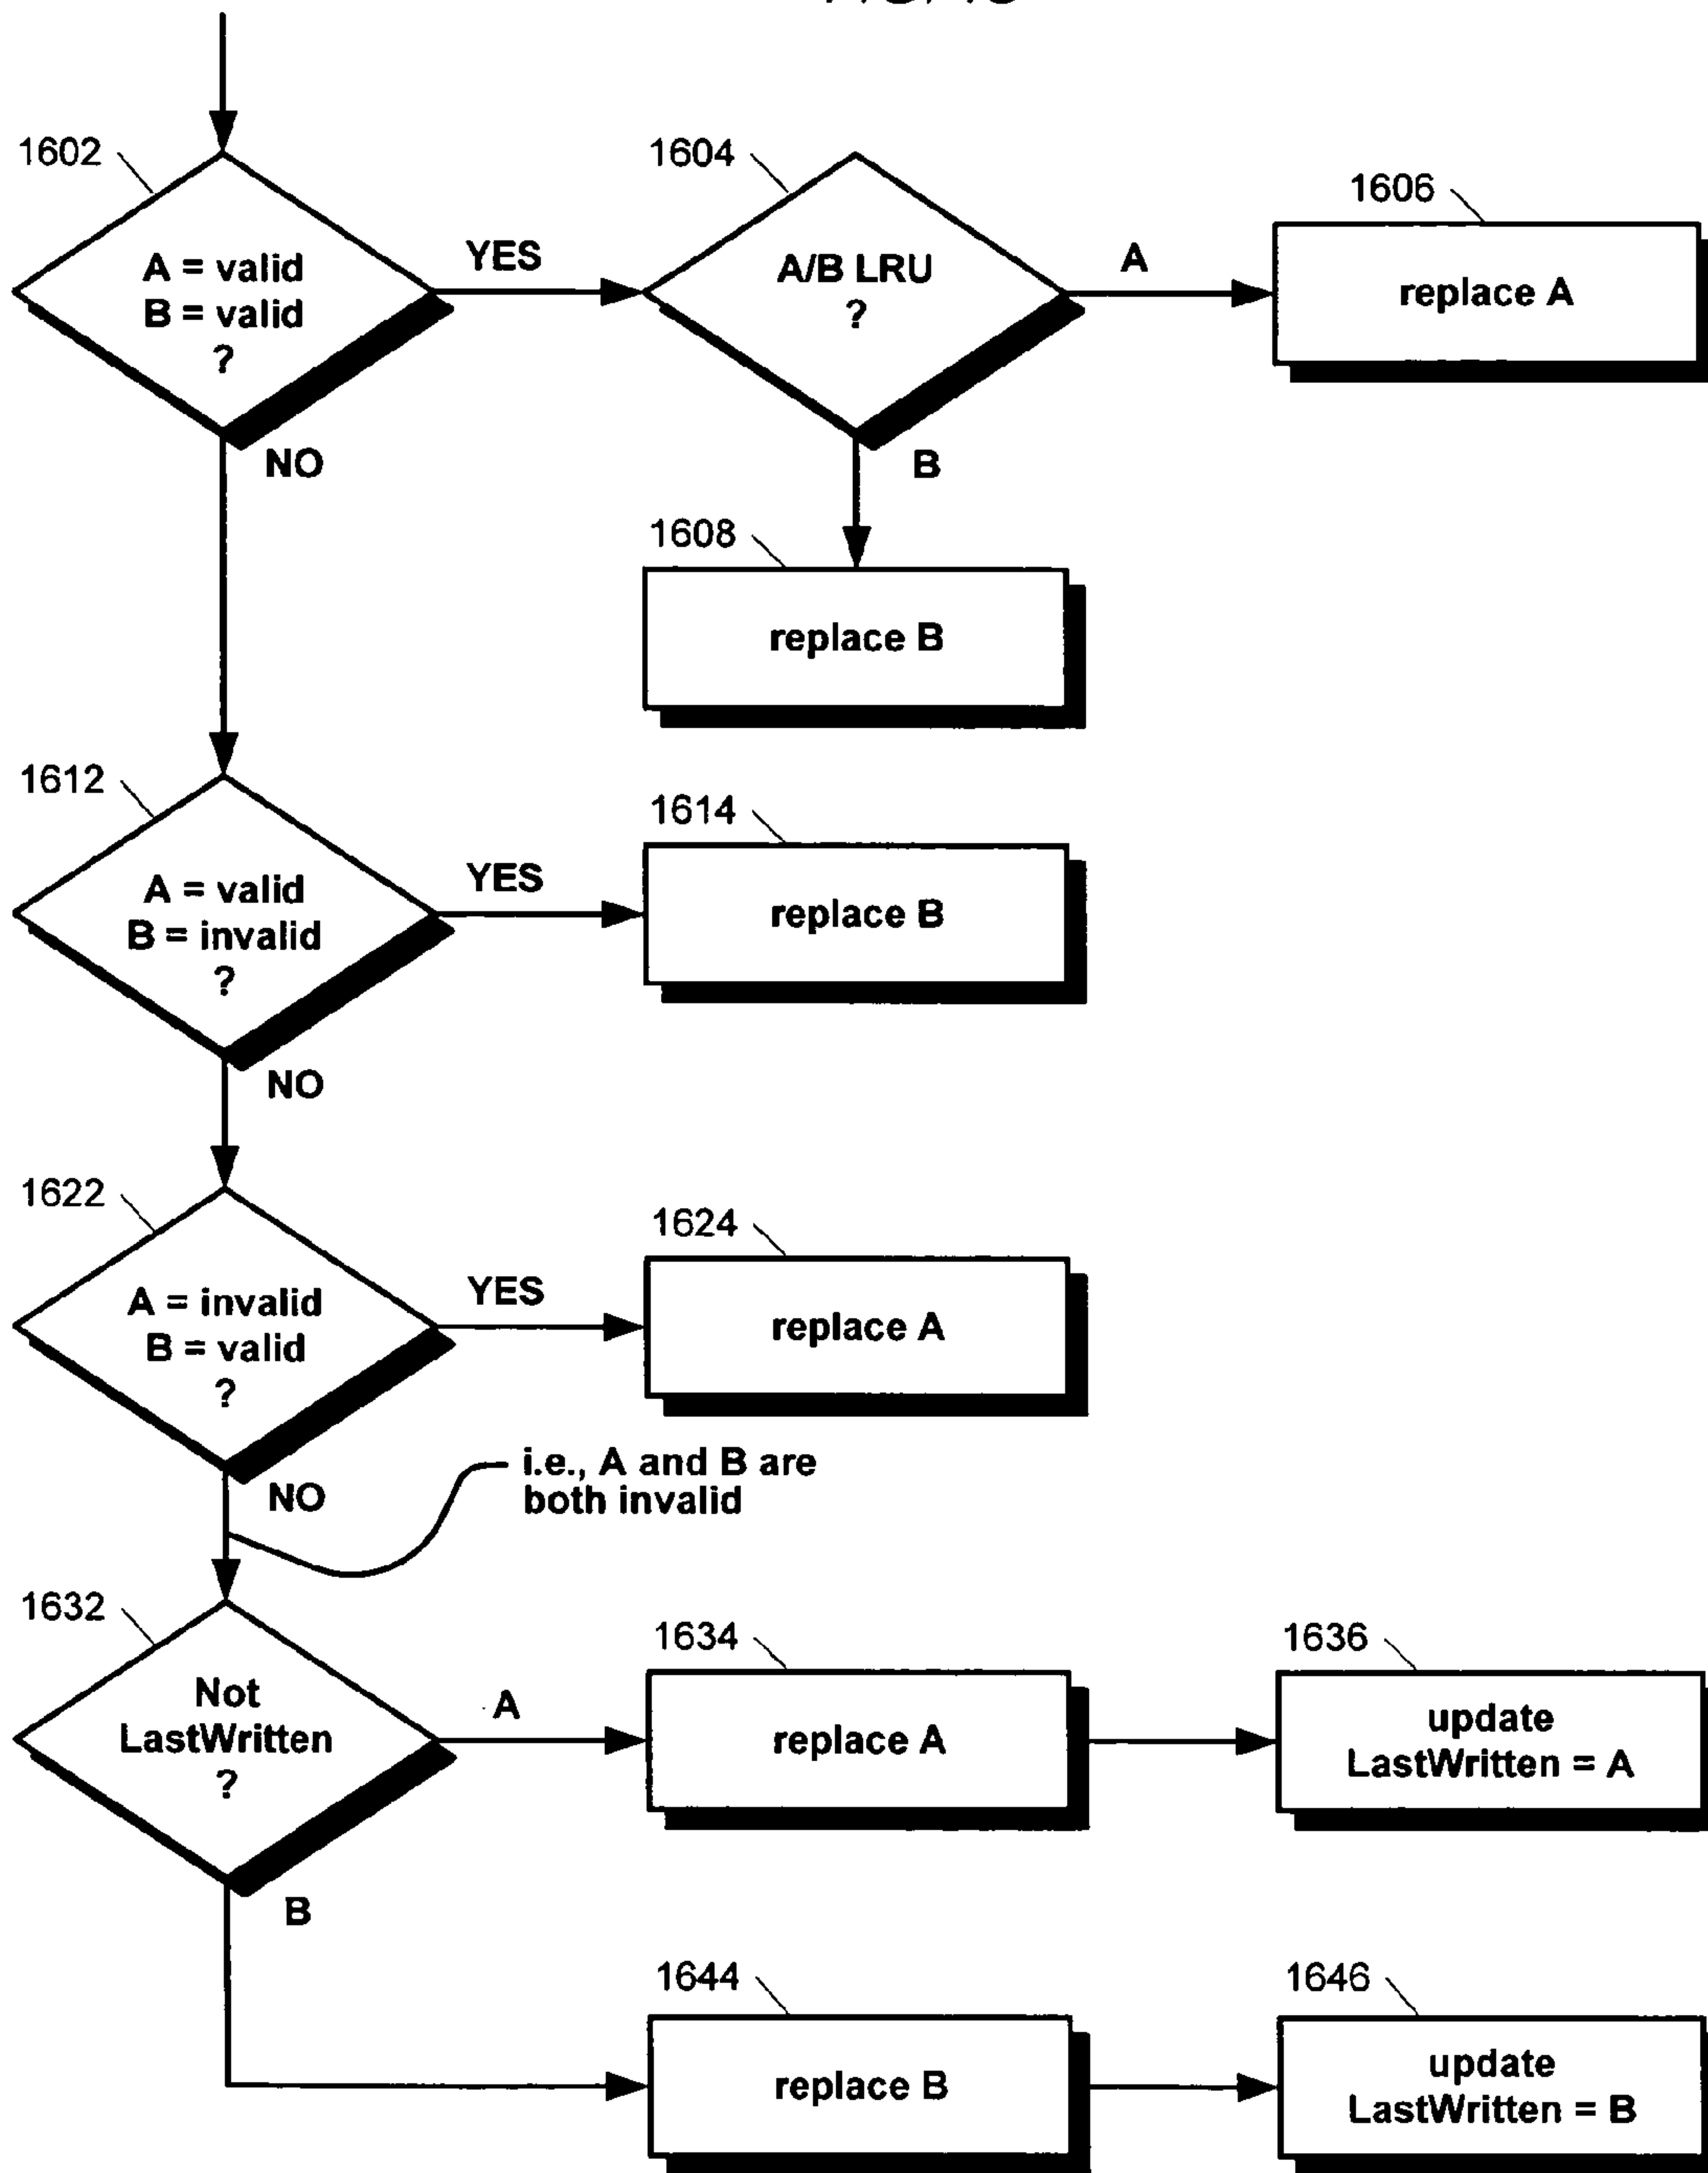 1602
A = valid
B = valid
?
YES
NO
1604
A/B LRU
?
A
B
1606
replace A
1608
replace B
1612
A = valid
B = invalid
?
YES
NO
1614
replace B
1622
A = invalid
B = valid
?
YES
NO
1624
replace A
i.e., A and B are
both invalid
1632
Not
LastWritten
?
A
B
1634
replace A
1636
update
LastWritten = A
1644
replace B
1646
update
LastWritten = B